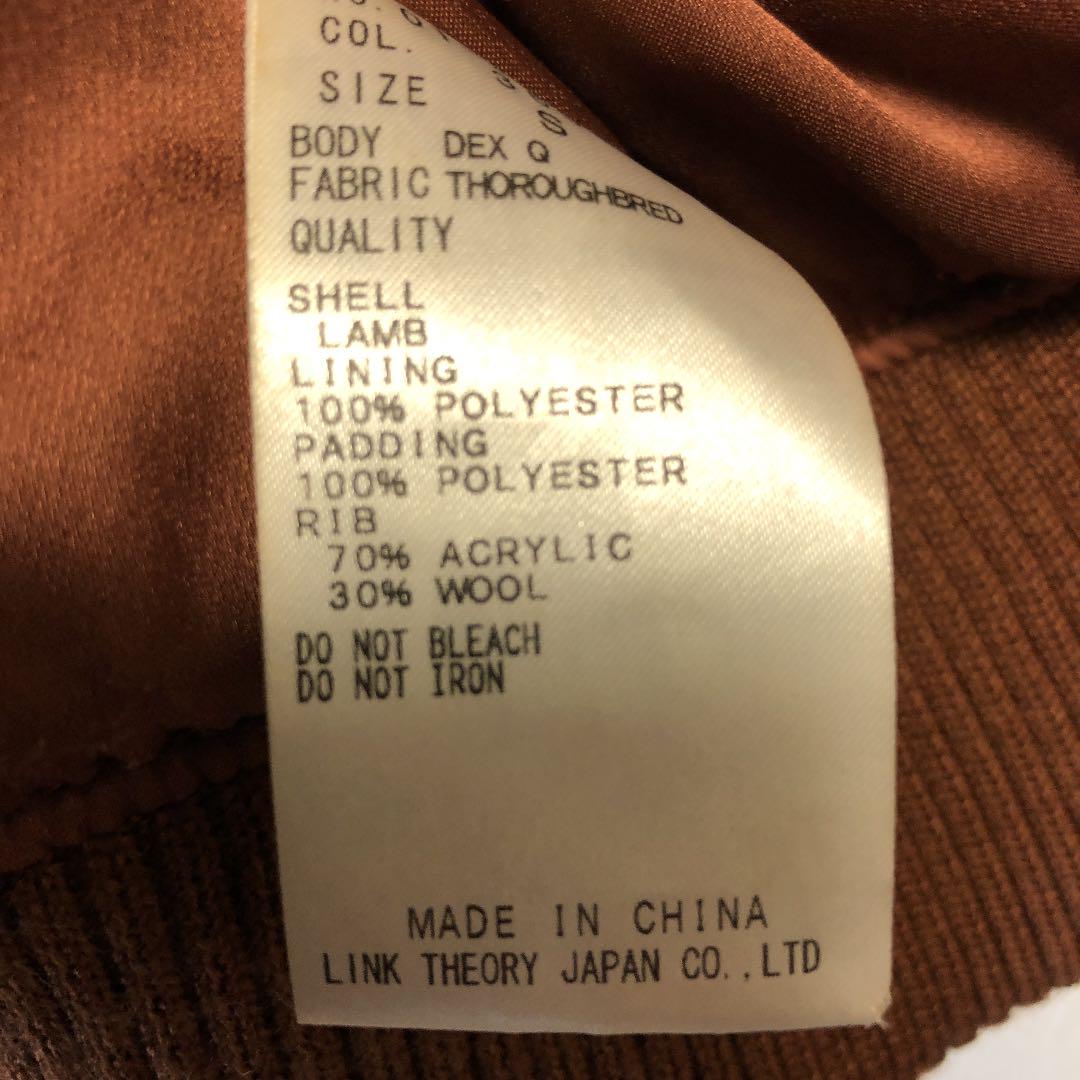 COL.
SIZE S
BODY DEX Q
FABRIC THOROUGHBRED
QUALITY
SHELL
LAMB
LINING
100% POLYESTER
PADDING
100% POLYESTER
RIB
70% ACRYLIC
30% WOOL
DO NOT BLEACH
DO NOT IRON
MADE IN CHINA
LINK THEORY JAPAN CO.,LTD